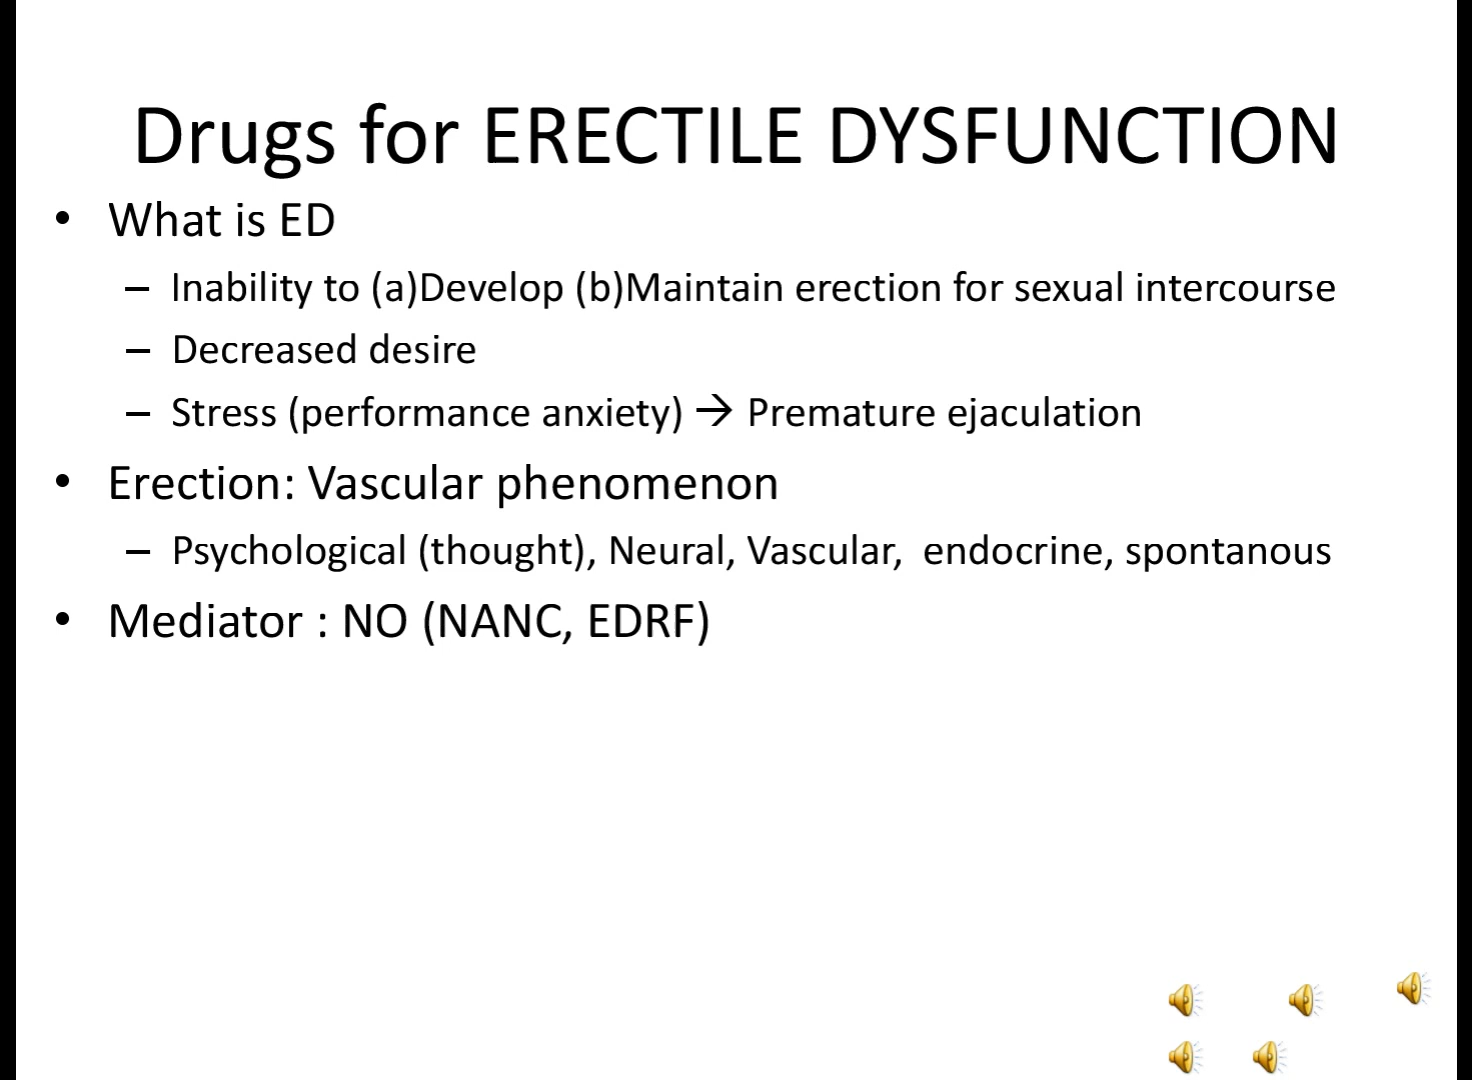 Drugs for ERECTILE DYSFUNCTION
• What is ED
– Inability to (a)Develop (b)Maintain erection for sexual intercourse
– Decreased desire
– Stress (performance anxiety) → Premature ejaculation
• Erection: Vascular phenomenon
– Psychological (thought), Neural, Vascular,  endocrine, spontanous
• Mediator : NO (NANC, EDRF)